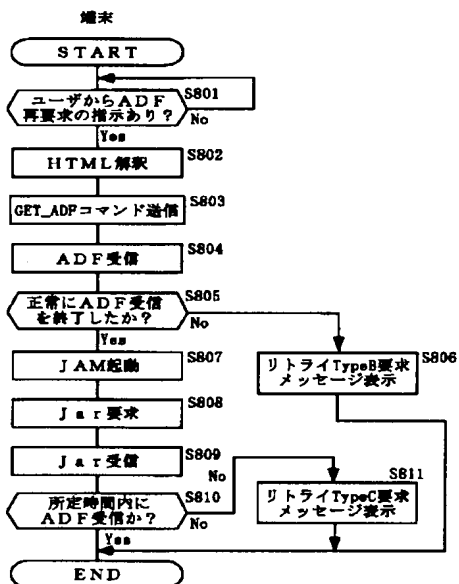 端末
START
ユーザからADF
再要求の指示あり?
S801
No
Yes
HTML解釈
S802
GET_ADFコマンド送信
S803
ADF受信
S804
正常にADF受信
を終了したか?
S805
No
Yes
リトライTypeB要求
メッセージ表示
S806
JAM起動
S807
Jar要求
S808
Jar受信
S809
所定時間内に
ADF受信か?
S810
No
No
Yes
リトライTypeC要求
メッセージ表示
S811
END